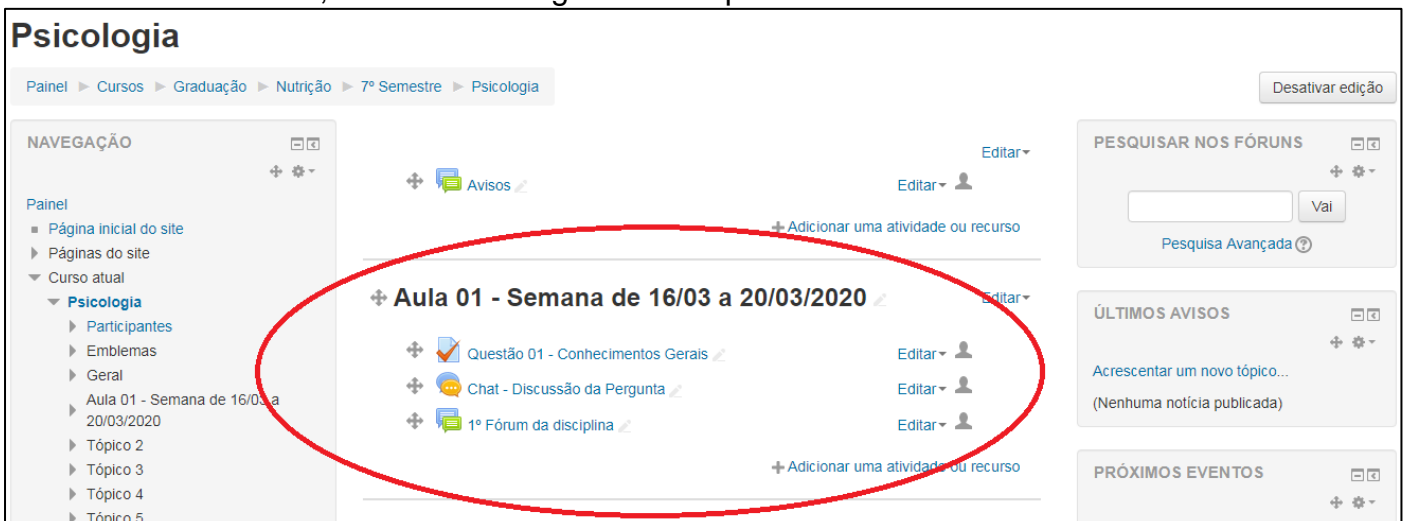 Psicologia
Painel ► Cursos ► Graduação ► Nutrição ► 7º Semestre ► Psicologia
Desativar edição
NAVEGAÇÃO
Painel
Página inicial do site
Páginas do site
Curso atual
Psicologia
Participantes
Emblemas
Geral
Aula 01 - Semana de 16/03 a
20/03/2020
Tópico 2
Tópico 3
Tópico 4
Tópico 5
Editar
Avisos
Editar
Adicionar uma atividade ou recurso
Aula 01 - Semana de 16/03 a 20/03/2020
Editar
Questão 01 - Conhecimentos Gerais
Editar
Chat - Discussão da Pergunta
Editar
1º Fórum da disciplina
Editar
Adicionar uma atividade ou recurso
PESQUISAR NOS FÓRUNS
Vai
Pesquisa Avançada
ÚLTIMOS AVISOS
Acrescentar um novo tópico...
(Nenhuma notícia publicada)
PRÓXIMOS EVENTOS